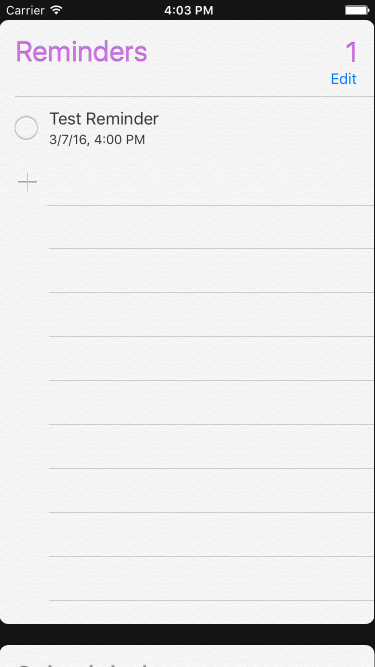 Carrier 4:03 PM
Reminders 1
Edit
Test Reminder
3/7/16, 4:00 PM